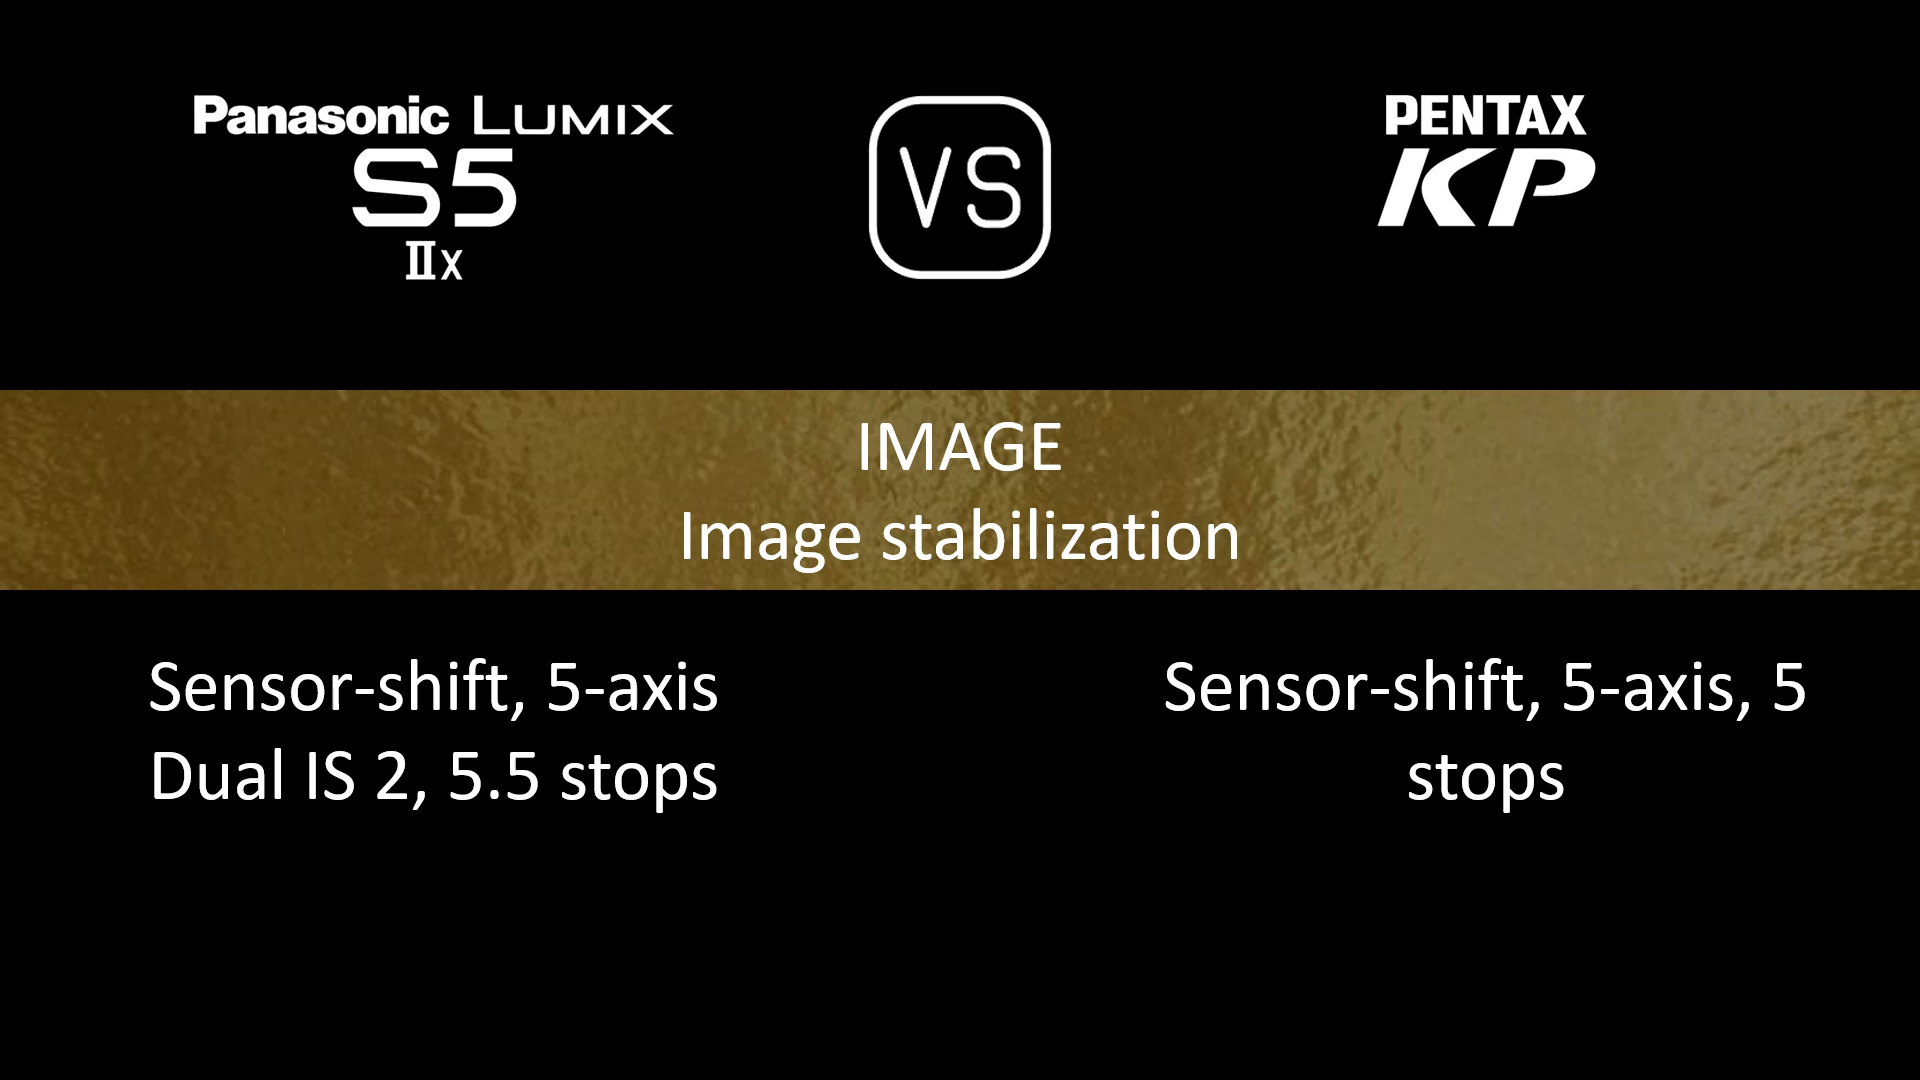 Panasonic LUMIX
S5
IIx
VS
PENTAX
KP
IMAGE
Image stabilization
Sensor-shift, 5-axis
Dual IS 2, 5.5 stops
Sensor-shift, 5-axis, 5
stops